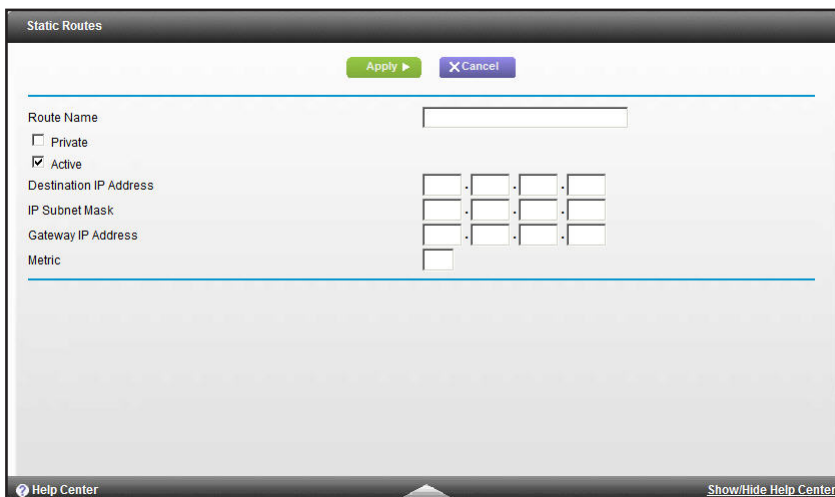 Static Routes
Apply ▶
X Cancel
Route Name
Private
Active
Destination IP Address
. . .
IP Subnet Mask
. . .
Gateway IP Address
. . .
Metric
? Help Center
Show/Hide Help Center